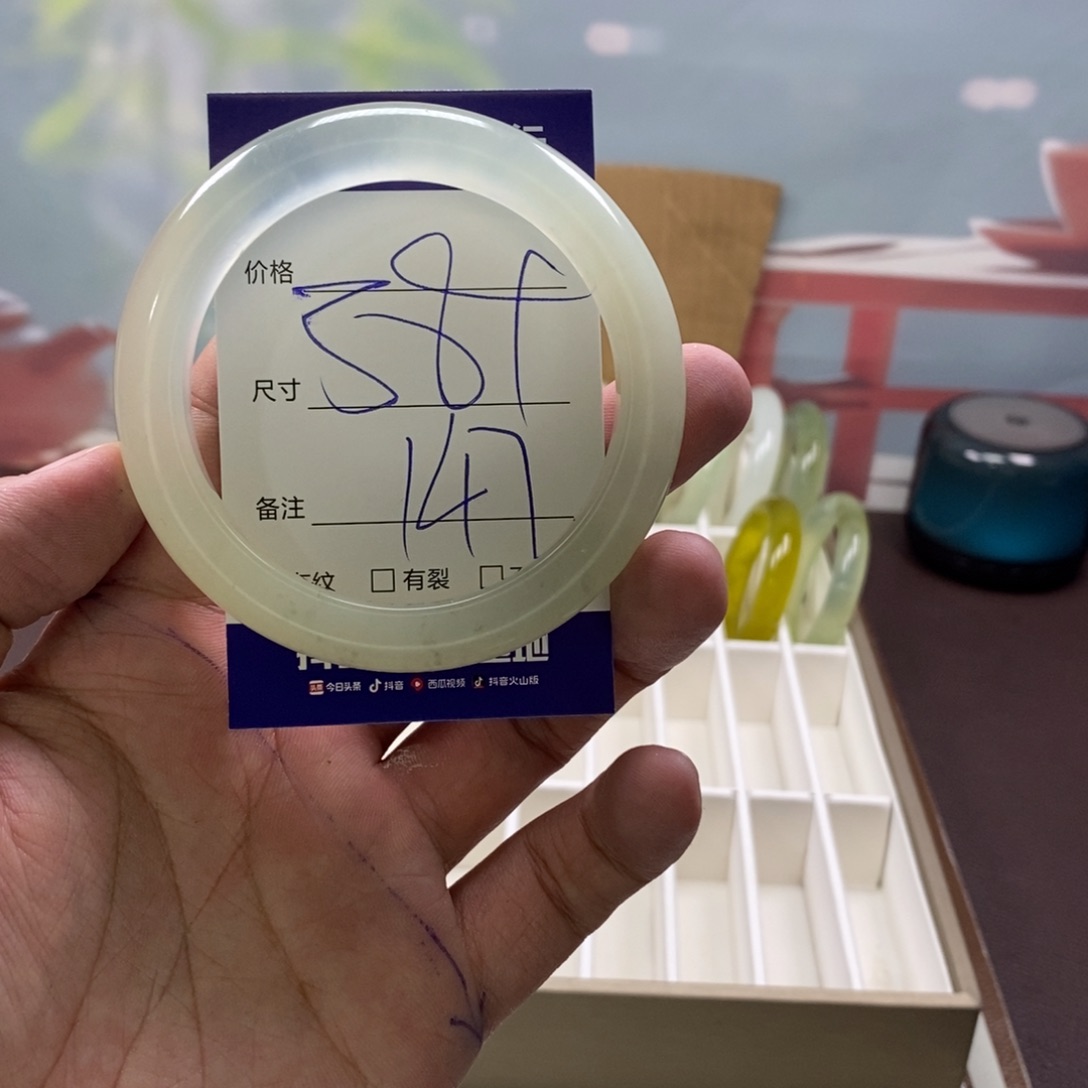 价格
58
尺寸
147
备注
纹 □ 有裂 □
今日头条 抖音 西瓜视频 抖音火山版